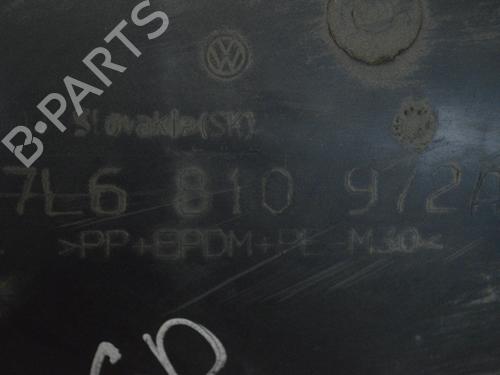 B·PARTS
Slovakia(SK)
7L6 810 972
>PP+EPDM+PE-M30<